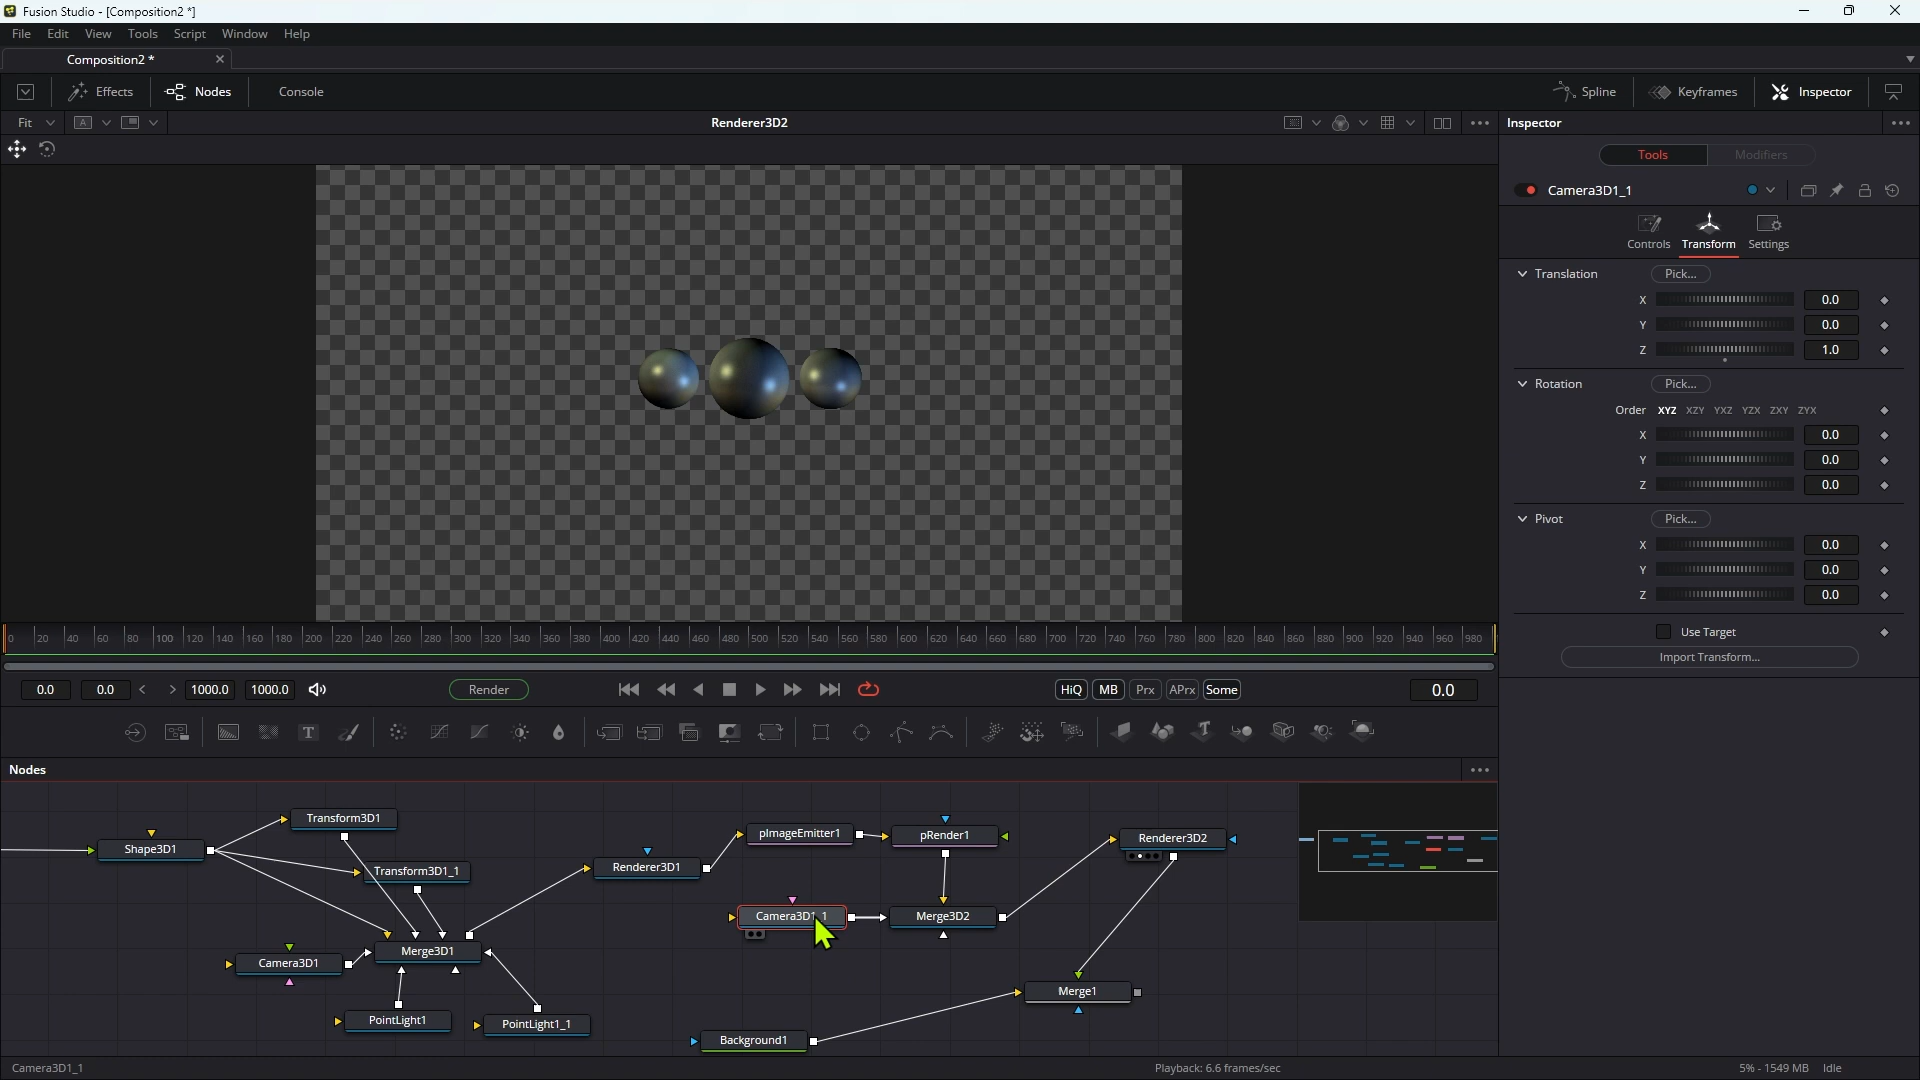 Fusion Studio - [Composition2 *]
File Edit View Tools Script Window Help
Composition2 *
Effects Nodes Console Spline Keyframes Inspector
Fit A Renderer3D2 Inspector
Tools Modifiers
Camera3D1_1
Controls Transform Settings
Translation Pick...
X 0.0
Y 0.0
Z 1.0
Rotation Pick...
Order XYZ XZY YXZ YZX ZXY ZYX
X 0.0
Y 0.0
Z 0.0
Pivot Pick...
X 0.0
Y 0.0
Z 0.0
Use Target
Import Transform...
0 20 40 60 80 100 120 140 160 180 200 220 240 260 280 300 320 340 360 380 400 420 440 460 480 500 520 540 560 580 600 620 640 660 680 700 720 740 760 780 800 820 840 860 880 900 920 940 960 980
0.0 0.0 1000.0 1000.0 Render HiQ MB Prx APrx Some 0.0
Nodes
Transform3D1
Shape3D1
Transform3D1_1
Renderer3D1
pImageEmitter1
pRender1
Renderer3D2
Camera3D1_1
Merge3D2
Camera3D1
Merge3D1
Merge1
PointLight1
PointLight1_1
Background1
Camera3D1_1 Playback: 6.6 frames/sec 5% - 1549 MB Idle